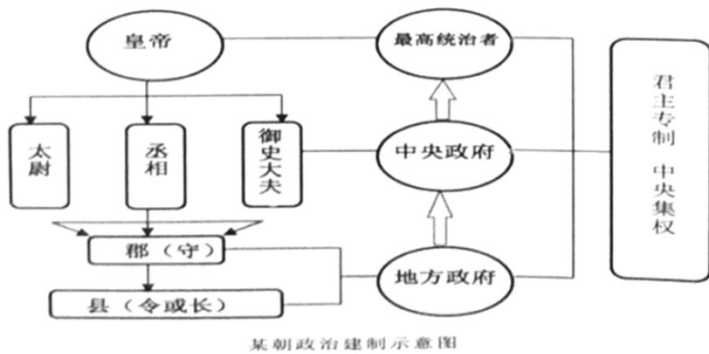 皇帝
最高统治者
太尉
丞相
御史大夫
中央政府
君主专制 中央集权
郡（守）
县（令或长）
地方政府
某朝政治建制示意图